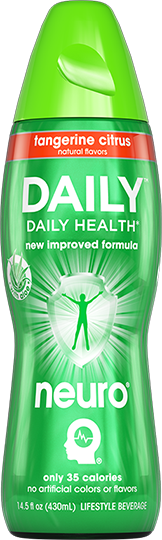 tangerine citrus
natural flavors
DAILY™
DAILY HEALTH*
new improved formula
neuro®
only 35 calories
no artificial colors or flavors
14.5 fl oz (430mL) LIFESTYLE BEVERAGE